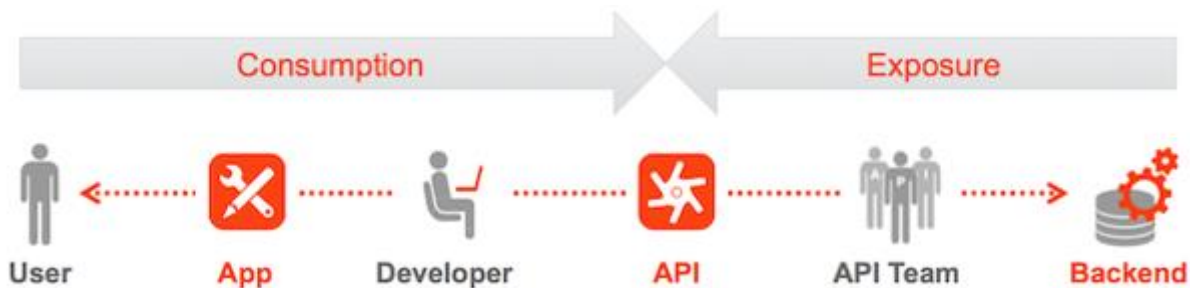 Consumption
Exposure
A P I
User
App
Developer
API
API Team
Backend